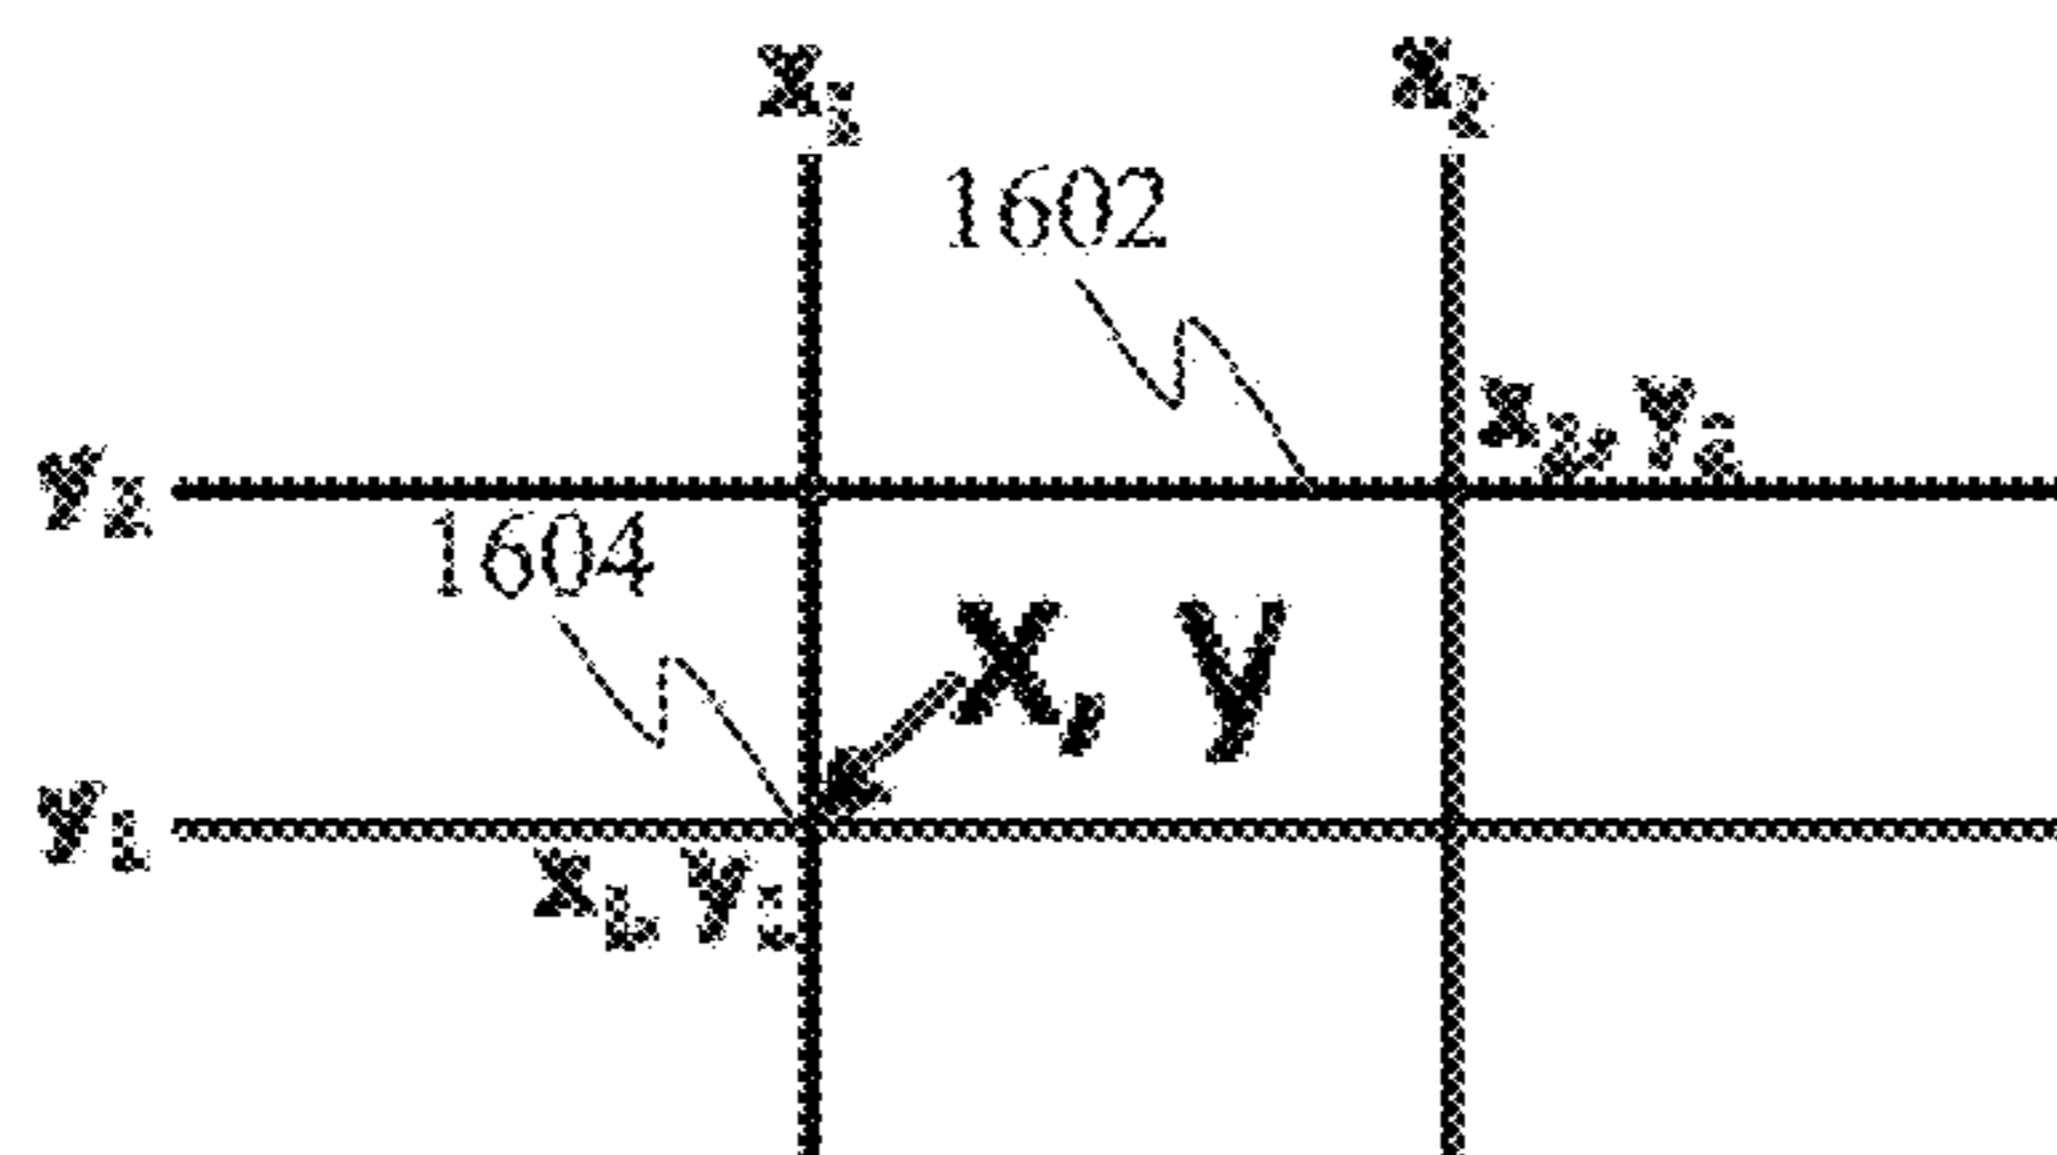 X₁ X₂
1602
X₂, Y₂
Y₂
1604
X, Y
Y₁
X₁, Y₁